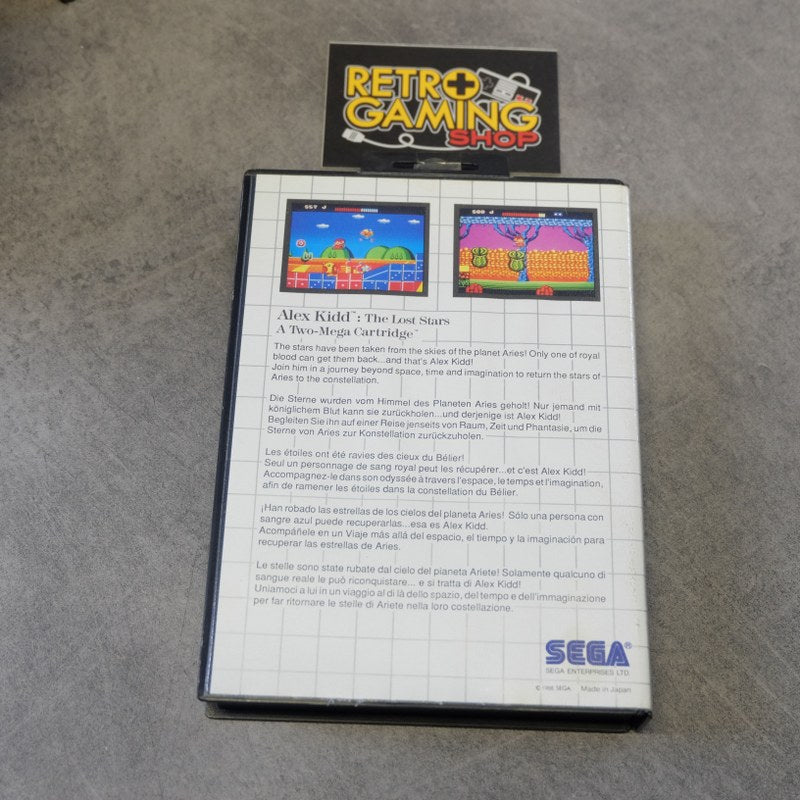 RETRO
GAMING
SHOP
Alex Kidd™: The Lost Stars
A Two-Mega Cartridge™
The stars have been taken from the skies of the planet Aries! Only one of royal
blood can get them back...and that's Alex Kidd!
Join him in a journey beyond space, time and imagination to return the stars of
Aries to the constellation.
Die Sterne wurden vom Himmel des Planeten Aries geholt! Nur jemand mit
königlichem Blut kann sie zurückholen...und derjenige ist Alex Kidd!
Begleiten Sie ihn auf einer Reise jenseits von Raum, Zeit und Phantasie, um die
Sterne von Aries zur Konstellation zurückzuholen.
Les étoiles ont été ravies des cieux du Bélier!
Seul un personnage de sang royal peut les récupérer...et c'est Alex Kidd!
Accompagnez-le dans son odyssée à travers l'espace, le temps et l'imagination,
afin de ramener les étoiles dans la constellation du Bélier.
¡Han robado las estrellas de los cielos del planeta Aries! Sólo una persona con
sangre azul puede recuperarlas...esa es Alex Kidd.
Acompáñele en un Viaje más allá del espacio, el tiempo y la imaginación para
recuperar las estrellas de Aries.
Le stelle sono state rubate dal cielo del planeta Ariete! Solamente qualcuno di
sangue reale le può riconquistare... e si tratta di Alex Kidd!
Uniamoci a lui in un viaggio al di là dello spazio, del tempo e dell'immaginazione
per far ritornare le stelle di Ariete nella loro costellazione.
SEGA®
SEGA ENTERPRISES LTD.
© 1988 SEGA Made in Japan